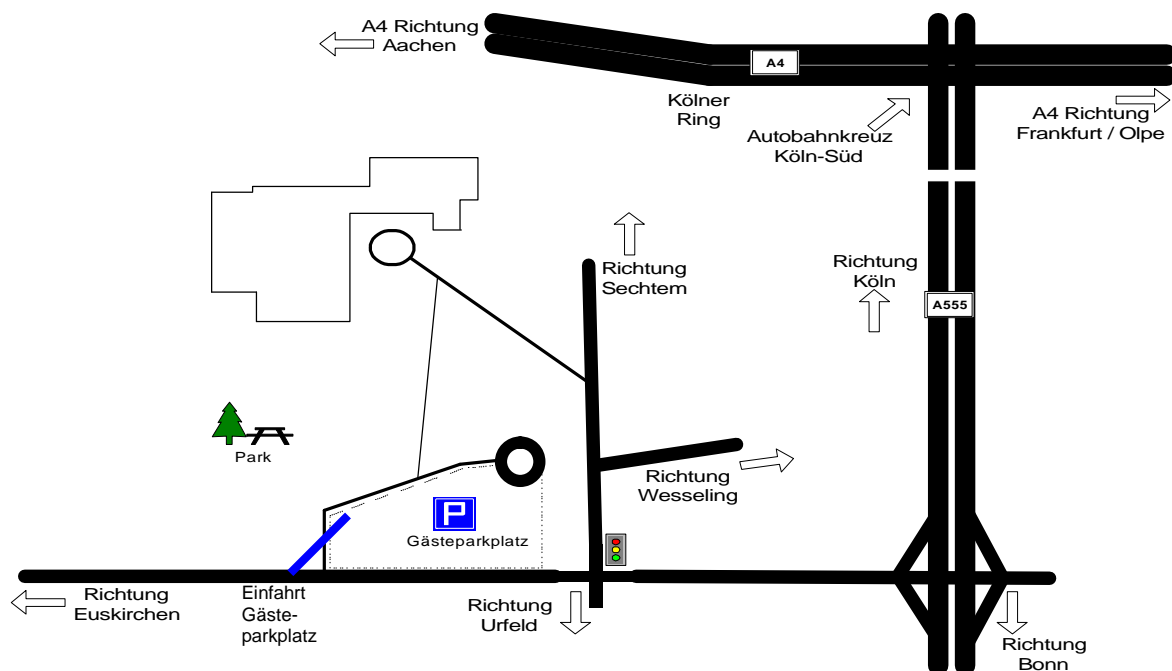 A4 Richtung
Aachen
A4
Kölner
Ring
Autobahnkreuz
Köln-Süd
A4 Richtung
Frankfurt / Olpe
Richtung
Sechtem
Richtung
Köln
A555
Park
Richtung
Wesseling
P
Gästeparkplatz
Richtung
Euskirchen
Einfahrt
Gäste-
parkplatz
Richtung
Urfeld
Richtung
Bonn